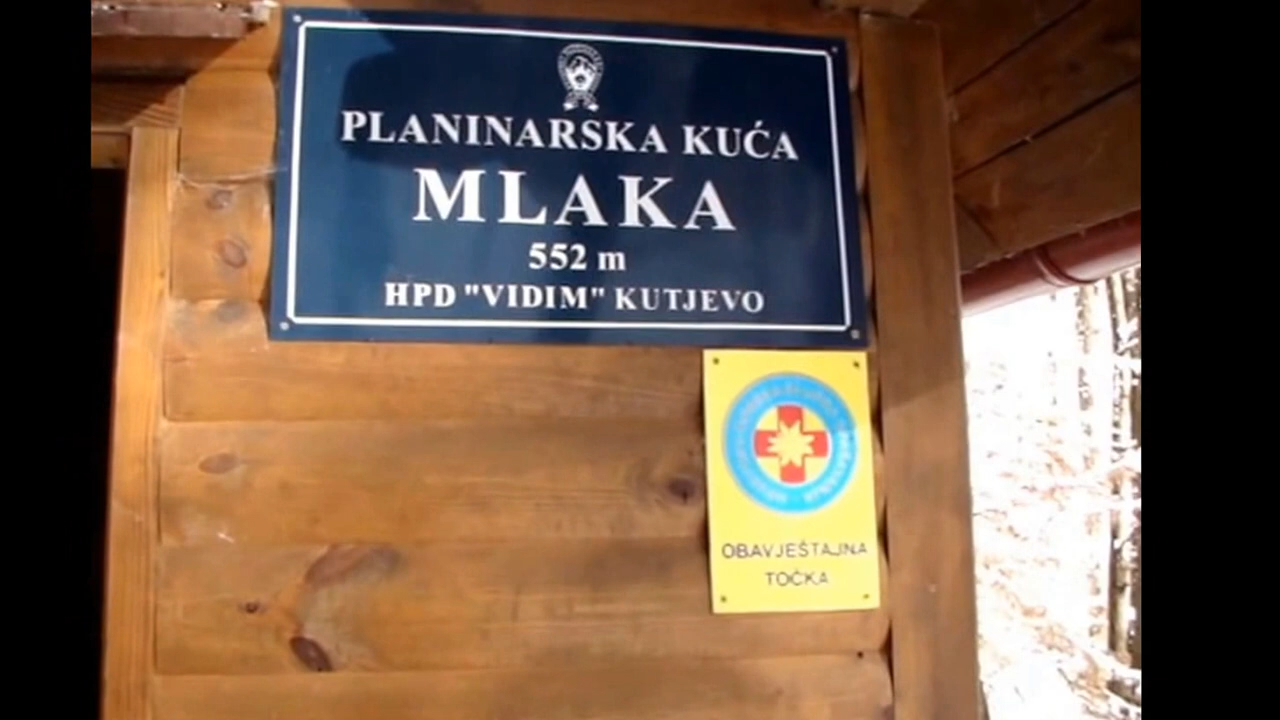 PLANINARSKA KUĆA
MLAKA
552 m
HPD "VIDIM" KUTJEVO
OBAVJEŠTAJNA
TOČKA